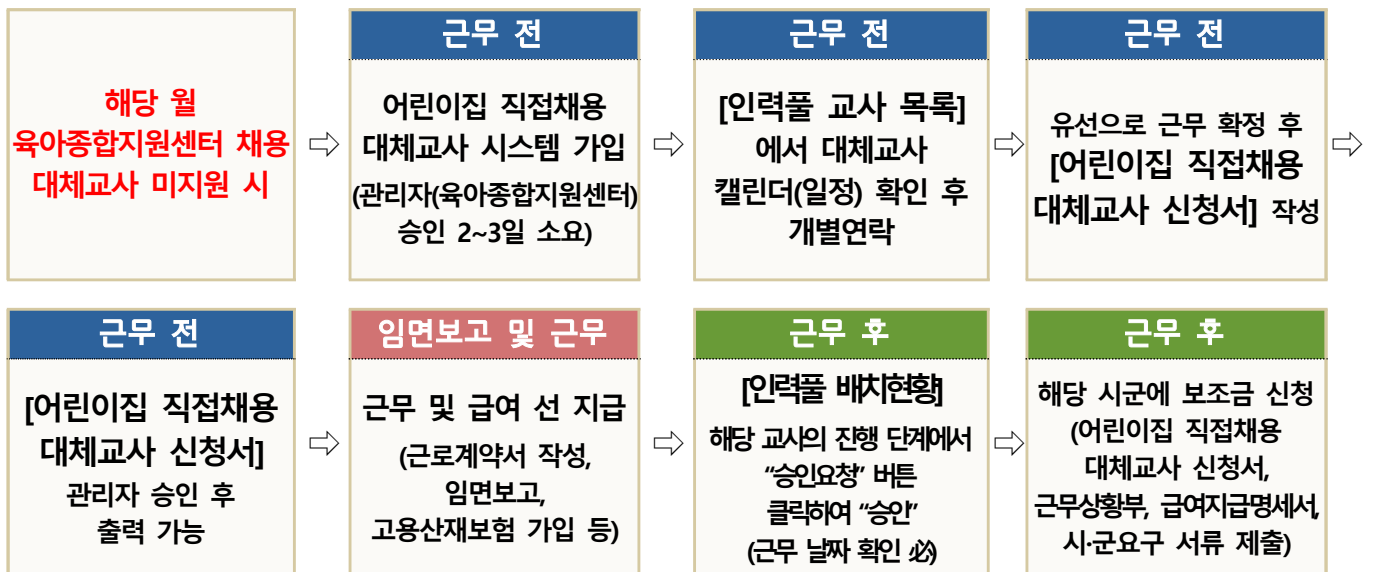 해당 월
육아종합지원센터 채용
대체교사 미지원 시
⇨
근무 전
어린이집 직접채용
대체교사 시스템 가입
(관리자(육아종합지원센터)
승인 2~3일 소요)
⇨
근무 전
[인력풀 교사 목록]
에서 대체교사
캘린더(일정) 확인 후
개별연락
⇨
근무 전
유선으로 근무 확정 후
[어린이집 직접채용
대체교사 신청서] 작성
⇨
근무 전
[어린이집 직접채용
대체교사 신청서]
관리자 승인 후
출력 가능
⇨
임면보고 및 근무
근무 및 급여 선 지급
(근로계약서 작성,
임면보고,
고용산재보험 가입 등)
⇨
근무 후
[인력풀 배치현황]
해당 교사의 진행 단계에서
“승인요청” 버튼
클릭하여 “승인”
(근무 날짜 확인 必)
⇨
근무 후
해당 시군에 보조금 신청
(어린이집 직접채용
대체교사 신청서,
근무상황부, 급여지급명세서,
시·군요구 서류 제출)